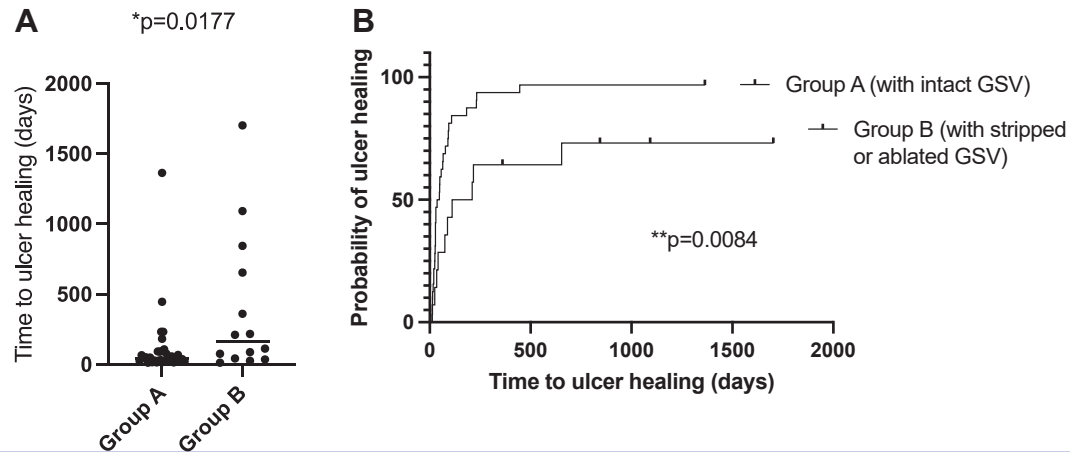 A
*p=0.0177
Time to ulcer healing (days)
2000
1500
1000
500
0
Group A
Group B
B
Probability of ulcer healing
100
50
0
0
500
1000
1500
2000
Time to ulcer healing (days)
**p=0.0084
Group A (with intact GSV)
Group B (with stripped
or ablated GSV)